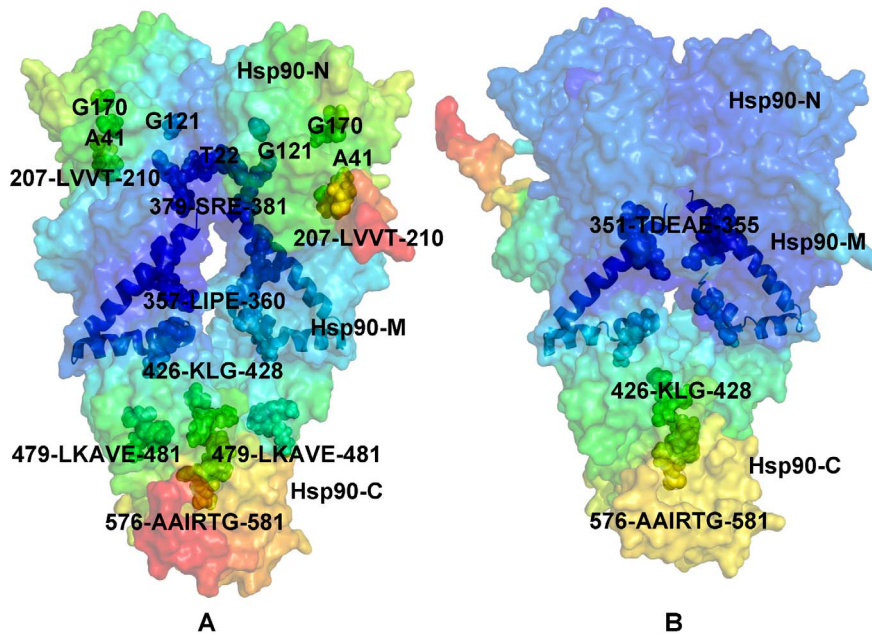 Hsp90-N
G170
G121
A41
T22
G121
G170
A41
207-LVVT-210
379-SRE-381
207-LVVT-210
357-LIPE-360
Hsp90-M
426-KLG-428
479-LKAVE-481
479-LKAVE-481
Hsp90-C
576-AAIRTG-581
A
Hsp90-N
351-TDEAE-355
Hsp90-M
426-KLG-428
Hsp90-C
576-AAIRTG-581
B